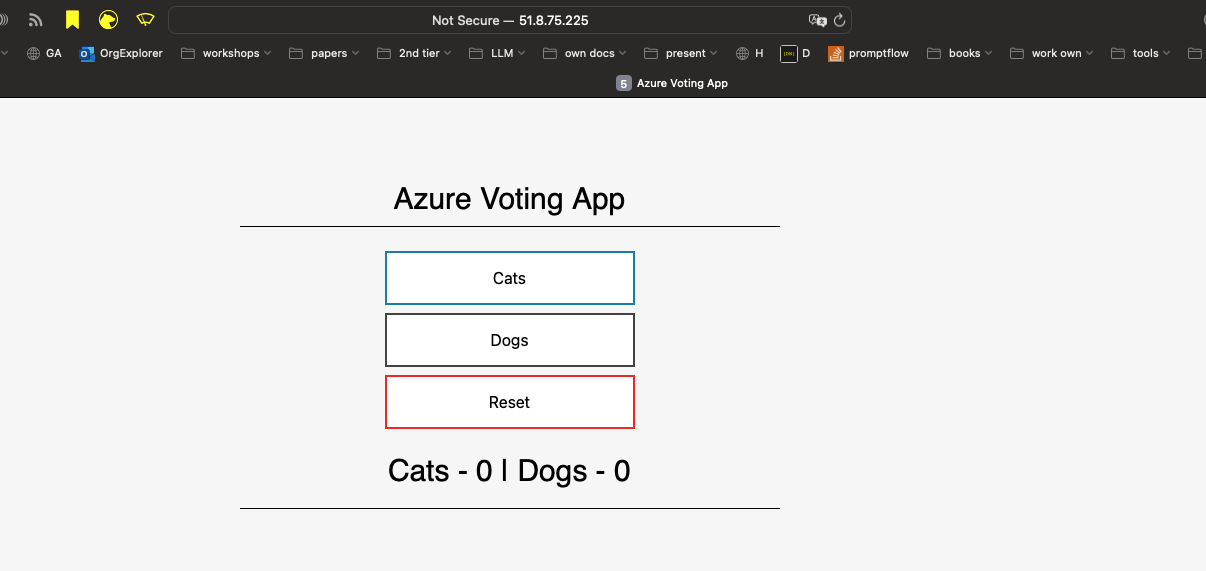 Not Secure — 51.8.75.225
GA OrgExplorer workshops papers 2nd tier LLM own docs present H D promptflow books work own tools
5 Azure Voting App
Azure Voting App
Cats
Dogs
Reset
Cats - 0 | Dogs - 0